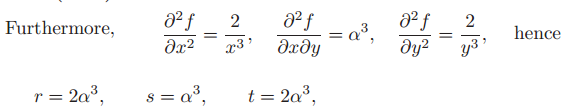 Furthermore, ∂²f/∂x² = 2/x³, ∂²f/∂x∂y = α³, ∂²f/∂y² = 2/y³, hence
r = 2α³, s = α³, t = 2α³,